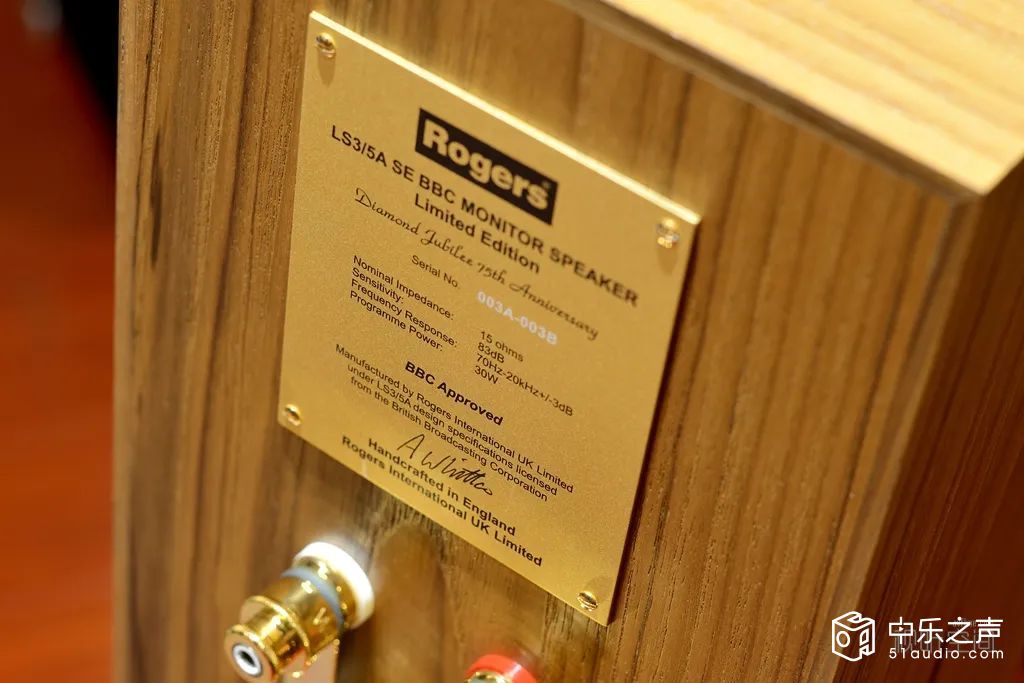 Rogers
LS3/5A SE BBC MONITOR SPEAKER
Limited Edition
Diamond Jubilee 75th Anniversary
Serial No. 003A-003B
Nominal Impedance: 15 ohms
Sensitivity: 83dB
Frequency Response: 70Hz-20kHz+/-3dB
Programme Power: 30W
BBC Approved
Manufactured by Rogers International UK Limited
under LS3/5A design specifications licensed
from the British Broadcasting Corporation
Handcrafted in England
Rogers International UK Limited
中乐之声
51audio.com